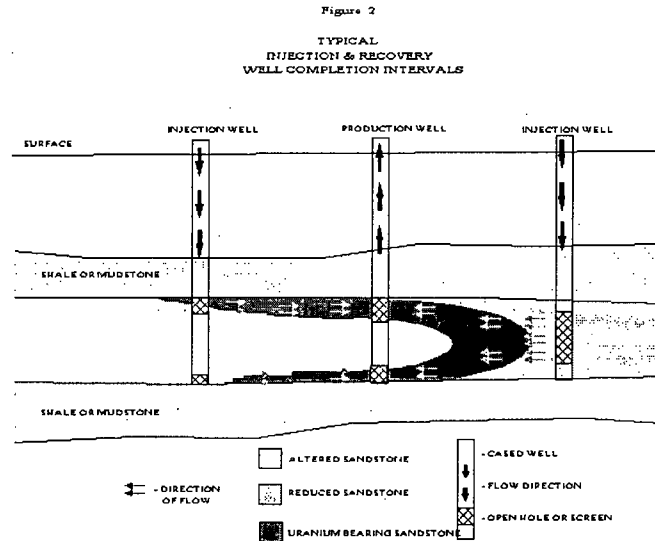 Figure 2
TYPICAL
INJECTION & RECOVERY
WELL COMPLETION INTERVALS
INJECTION WELL
PRODUCTION WELL
INJECTION WELL
SURFACE
SHALE OR MUDSTONE
SHALE OR MUDSTONE
- DIRECTION
OF FLOW
ALTERED SANDSTONE
REDUCED SANDSTONE
URANIUM BEARING SANDSTONE
- CASED WELL
- FLOW DIRECTION
- OPEN HOLE OR SCREEN